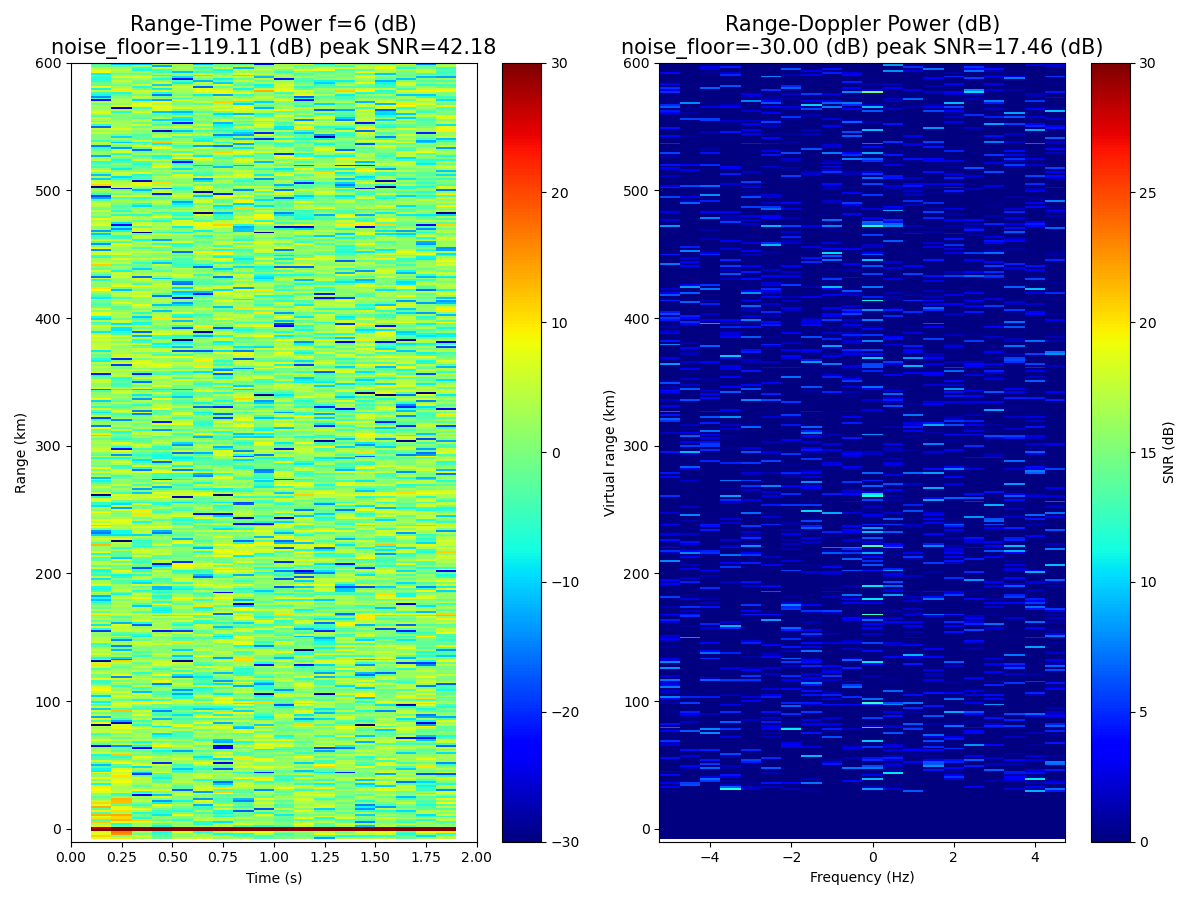 Range-Time Power f=6 (dB)
noise_floor=-119.11 (dB) peak SNR=42.18
600
500
400
300
200
100
0
Range (km)
0.00 0.25 0.50 0.75 1.00 1.25 1.50 1.75 2.00
Time (s)
30
20
10
0
−10
−20
−30
Range-Doppler Power (dB)
noise_floor=-30.00 (dB) peak SNR=17.46 (dB)
600
500
400
300
200
100
0
Virtual range (km)
−4 −2 0 2 4
Frequency (Hz)
30
25
20
15
10
5
0
SNR (dB)